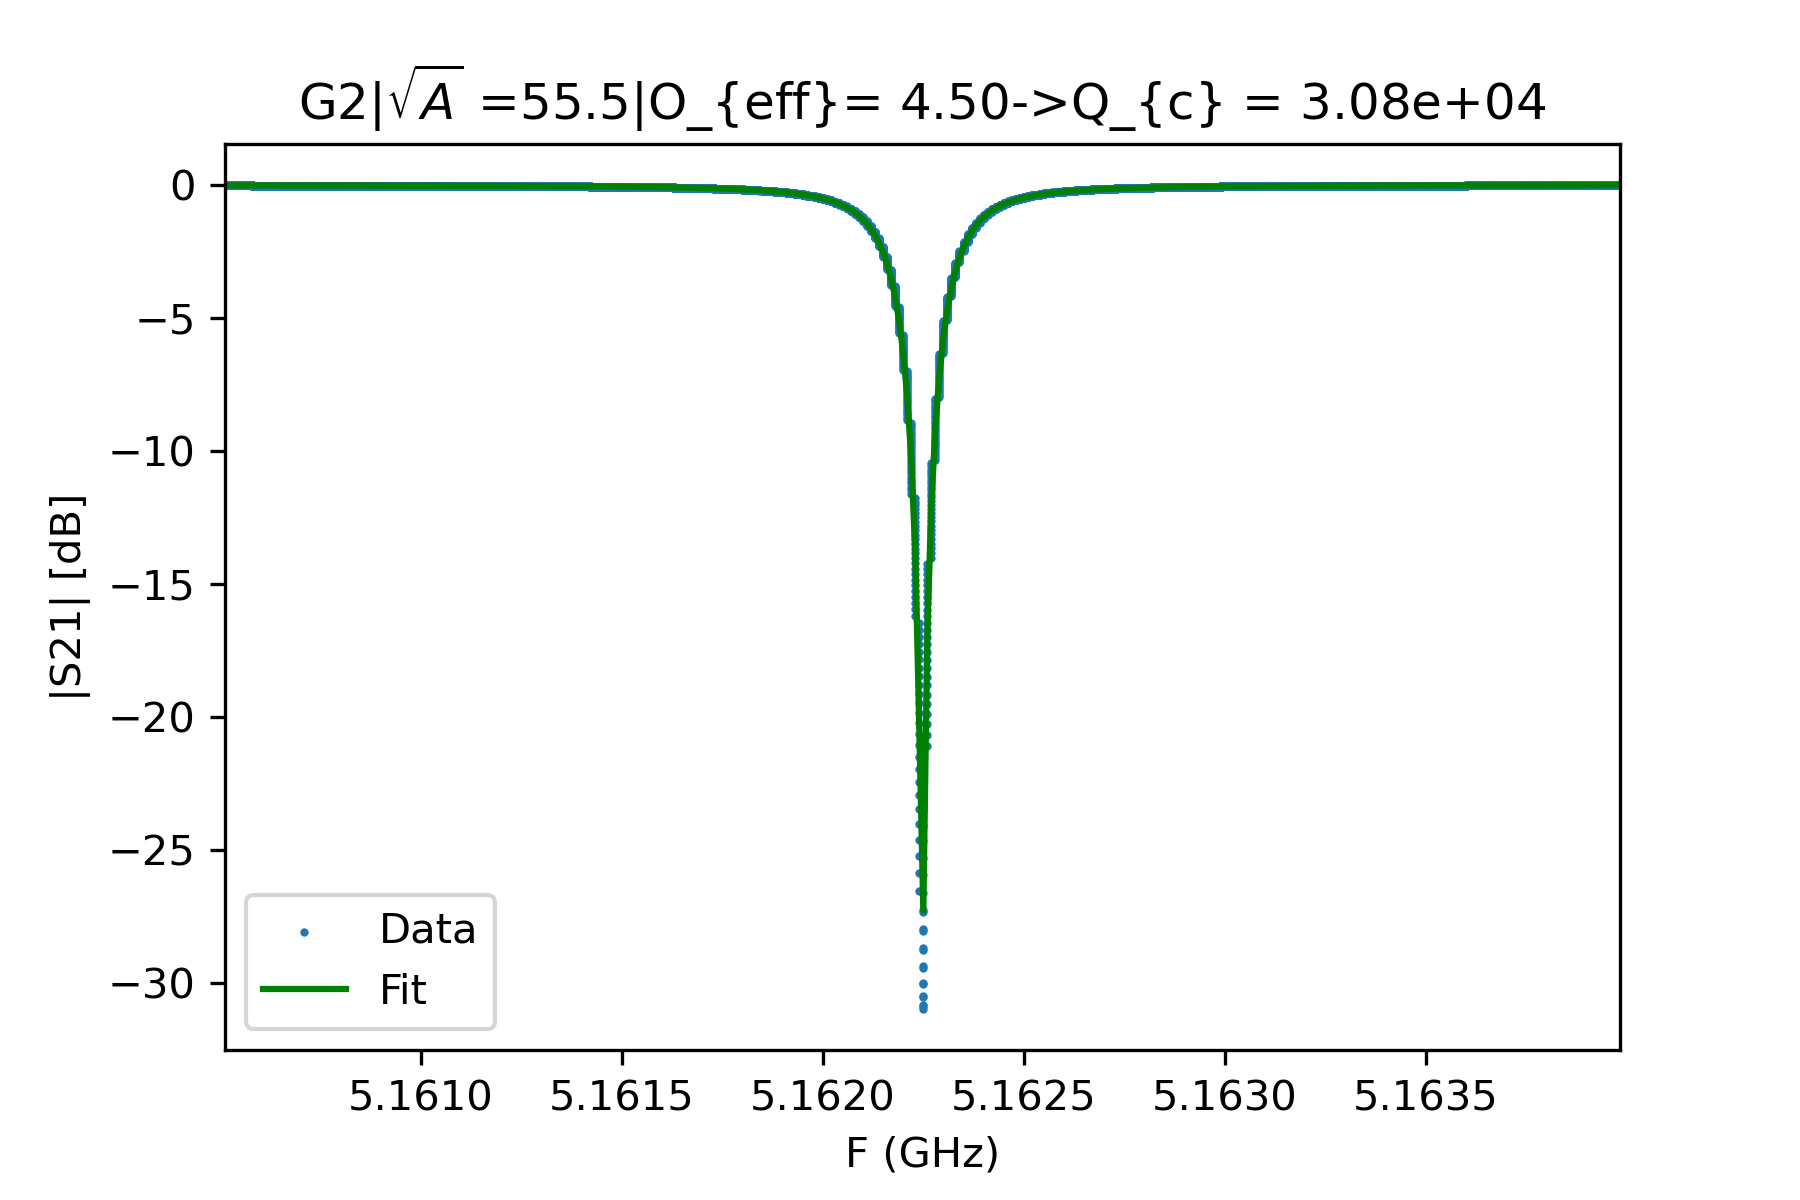 G2|√A =55.5|O_{eff}= 4.50->Q_{c} = 3.08e+04
0
−5
−10
−15
−20
−25
−30
|S21| [dB]
Data
Fit
5.1610 5.1615 5.1620 5.1625 5.1630 5.1635
F (GHz)